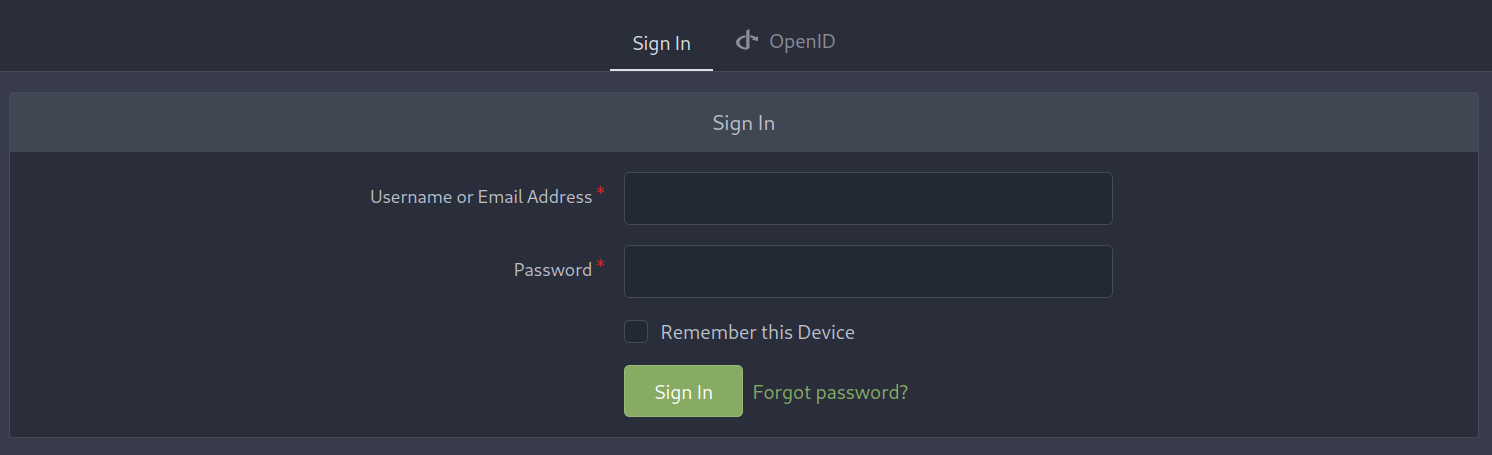 Sign In OpenID
Sign In
Username or Email Address *
Password *
Remember this Device
Sign In Forgot password?